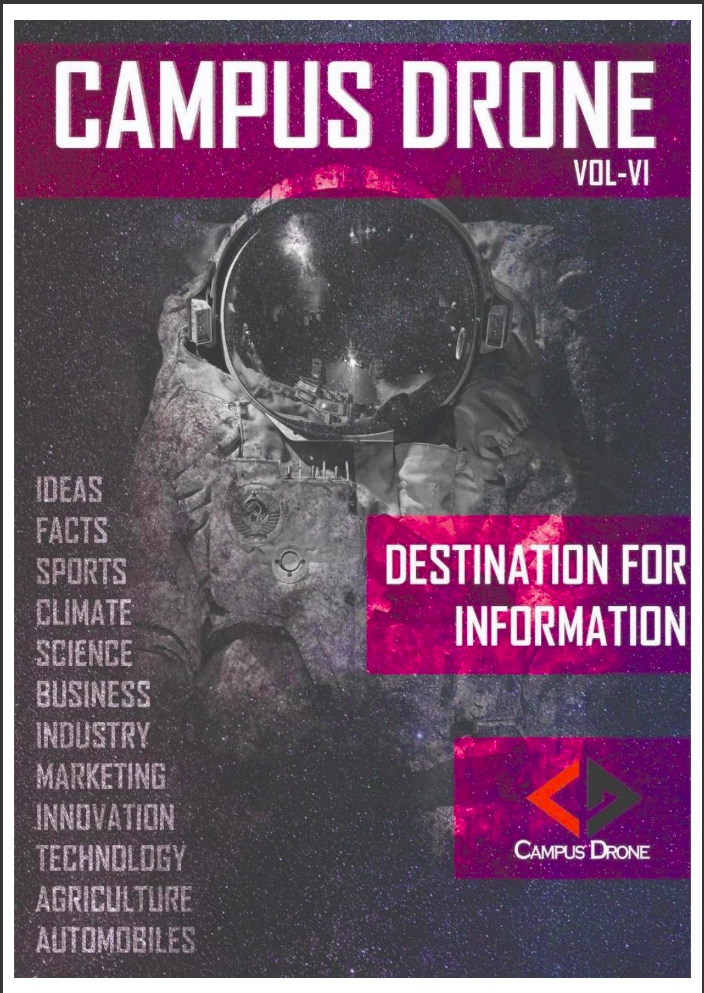 CAMPUS DRONE
VOL-VI
IDEAS
FACTS
SPORTS
CLIMATE
SCIENCE
BUSINESS
INDUSTRY
MARKETING
INNOVATION
TECHNOLOGY
AGRICULTURE
AUTOMOBILES
DESTINATION FOR
INFORMATION
CAMPUS DRONE